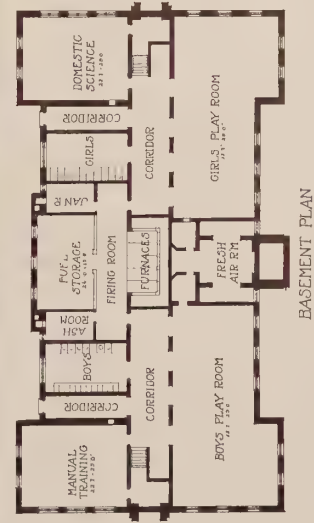 DOMESTIC
SCIENCE
CORRIDOR
GIRLS
CORRIDOR
GIRLS PLAY ROOM
JAN'R
FUEL
STORAGE
FIRING ROOM
FURNACES
FRESH
AIR R'M
ASH
ROOM
BOYS
CORRIDOR
CORRIDOR
BOYS PLAY ROOM
MANUAL
TRAINING
BASEMENT PLAN